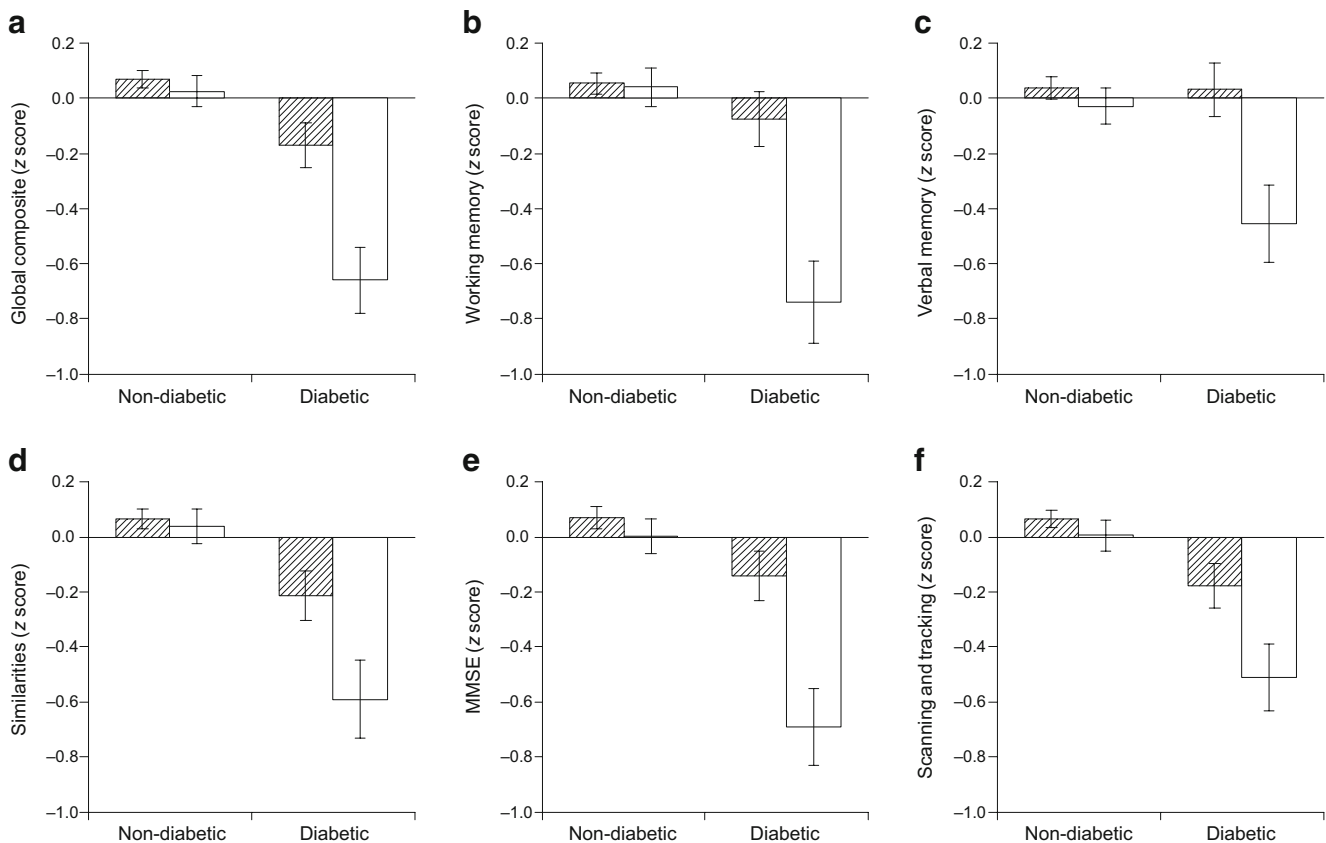 a
0.2
0.0
–0.2
–0.4
–0.6
–0.8
–1.0
Global composite (z score)
Non-diabetic Diabetic
b
0.2
0.0
–0.2
–0.4
–0.6
–0.8
–1.0
Working memory (z score)
Non-diabetic Diabetic
c
0.2
0.0
–0.2
–0.4
–0.6
–0.8
–1.0
Verbal memory (z score)
Non-diabetic Diabetic
d
0.2
0.0
–0.2
–0.4
–0.6
–0.8
–1.0
Similarities (z score)
Non-diabetic Diabetic
e
0.2
0.0
–0.2
–0.4
–0.6
–0.8
–1.0
MMSE (z score)
Non-diabetic Diabetic
f
0.2
0.0
–0.2
–0.4
–0.6
–0.8
–1.0
Scanning and tracking (z score)
Non-diabetic Diabetic